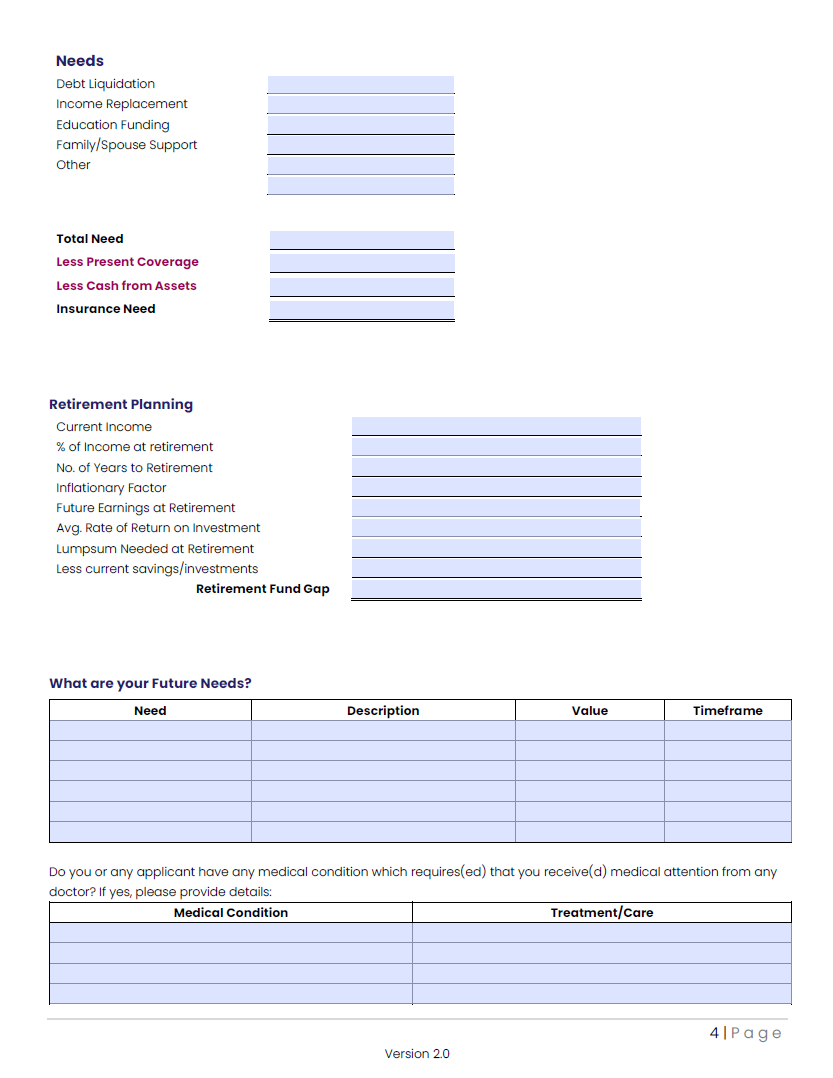 Needs
Debt Liquidation
Income Replacement
Education Funding
Family/Spouse Support
Other
Total Need
Less Present Coverage
Less Cash from Assets
Insurance Need
Retirement Planning
Current Income
% of Income at retirement
No. of Years to Retirement
Inflationary Factor
Future Earnings at Retirement
Avg. Rate of Return on Investment
Lumpsum Needed at Retirement
Less current savings/investments
Retirement Fund Gap
What are your Future Needs?
Need Description Value Timeframe
Do you or any applicant have any medical condition which requires(ed) that you receive(d) medical attention from any
doctor? If yes, please provide details:
Medical Condition Treatment/Care
4 | Page
Version 2.0